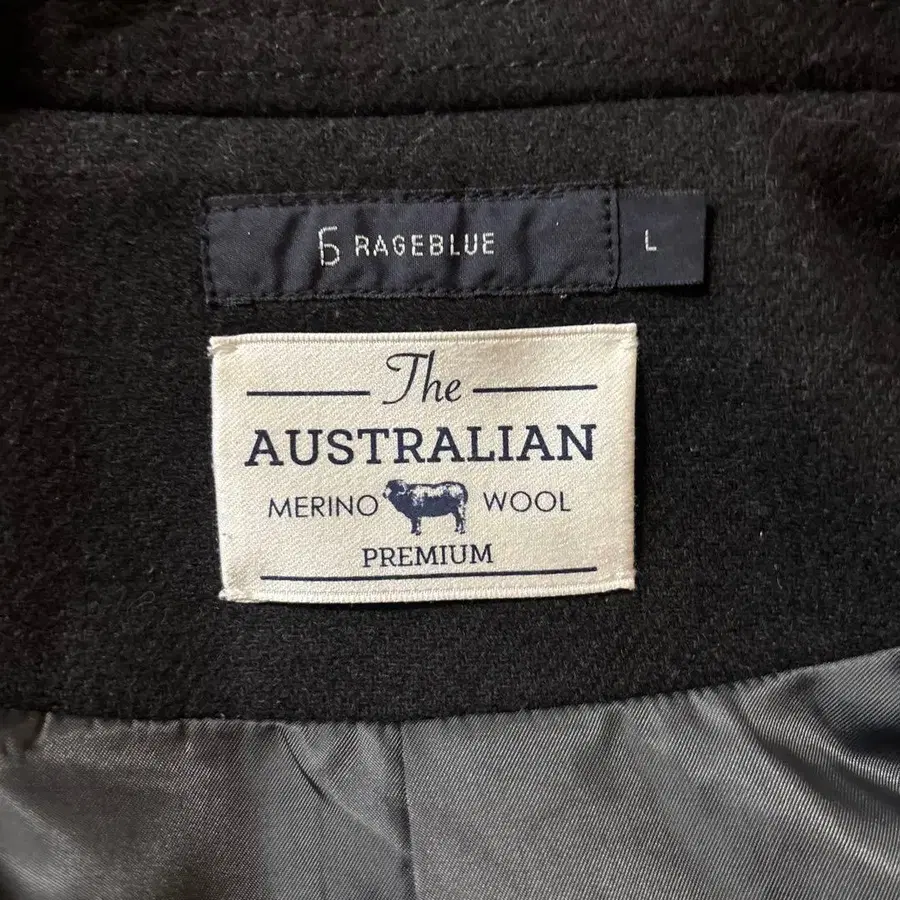 RAGEBLUE L
The
AUSTRALIAN
MERINO WOOL
PREMIUM